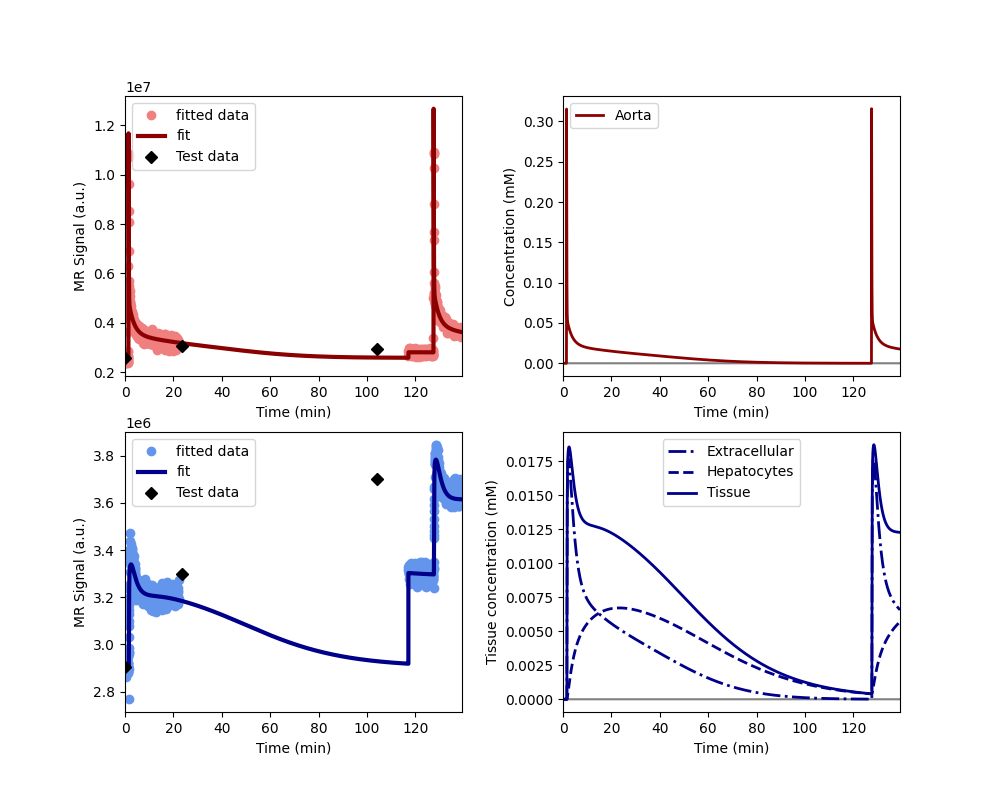 1e7
fitted data
fit
Test data
1.2
1.0
0.8
0.6
0.4
0.2
MR Signal (a.u.)
0 20 40 60 80 100 120
Time (min)
Aorta
0.30
0.25
0.20
0.15
0.10
0.05
0.00
Concentration (mM)
0 20 40 60 80 100 120
Time (min)
1e6
fitted data
fit
Test data
3.8
3.6
3.4
3.2
3.0
2.8
MR Signal (a.u.)
0 20 40 60 80 100 120
Time (min)
Extracellular
Hepatocytes
Tissue
0.0175
0.0150
0.0125
0.0100
0.0075
0.0050
0.0025
0.0000
Tissue concentration (mM)
0 20 40 60 80 100 120
Time (min)